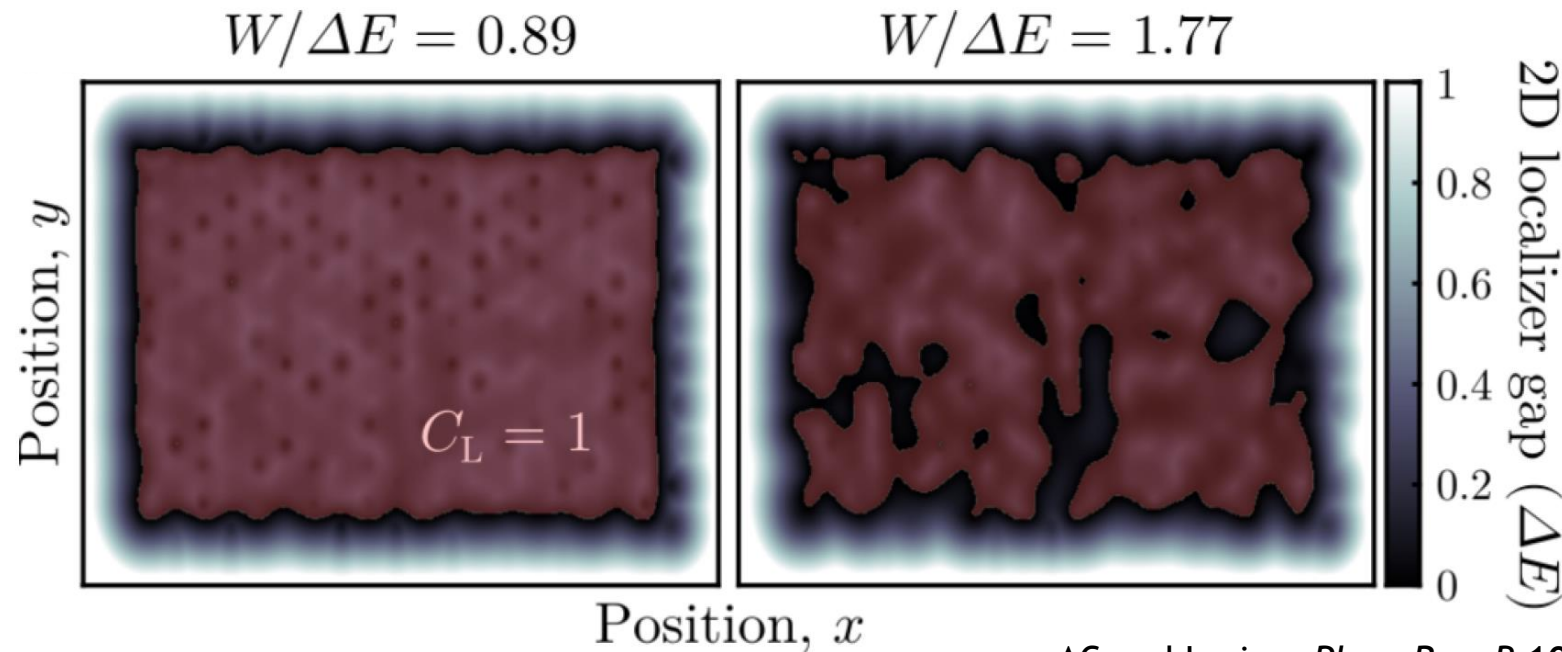 W/ΔE = 0.89
W/ΔE = 1.77
Position, y
C_L = 1
1
0.8
0.6
0.4
0.2
0
2D localizer gap (ΔE)
Position, x